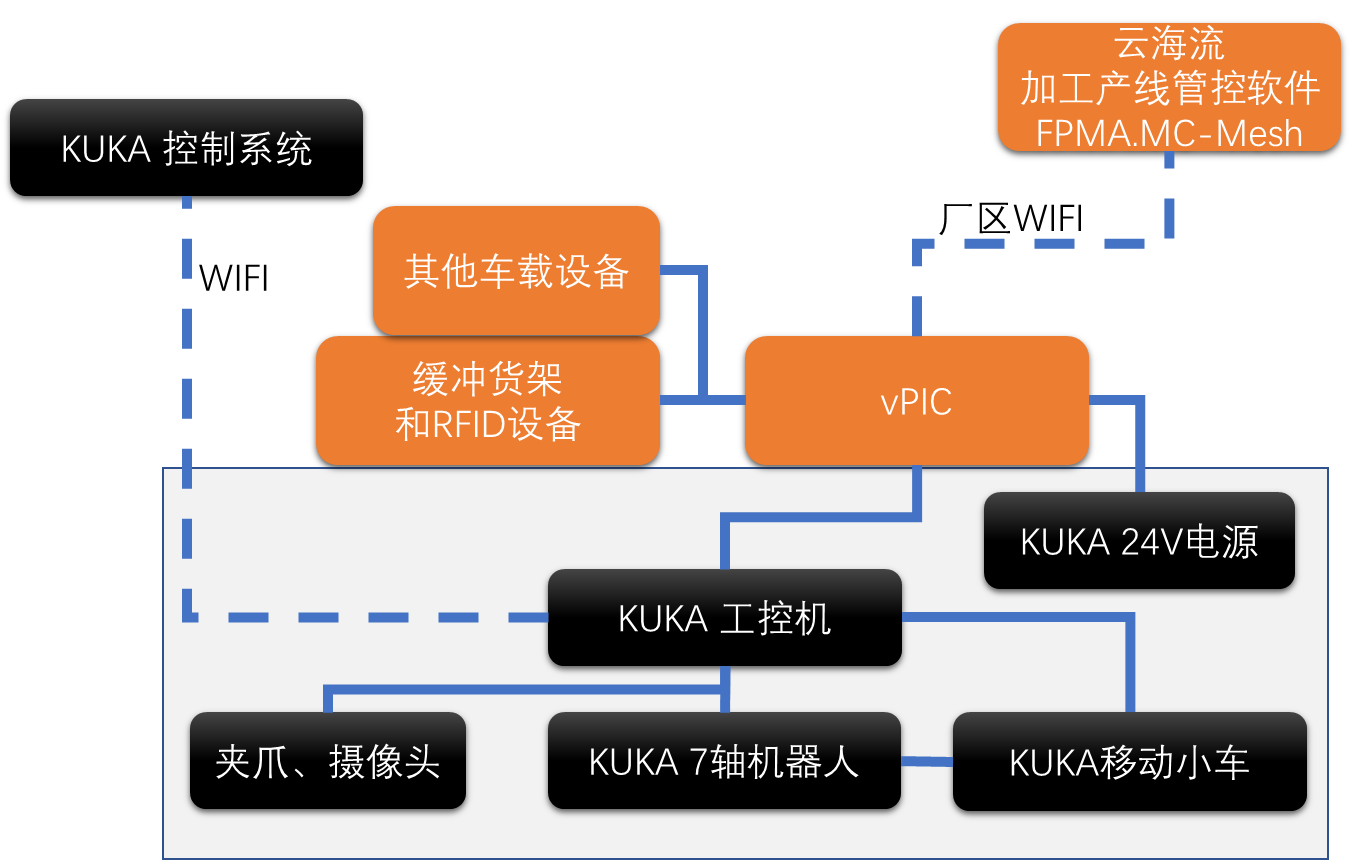 云海流
加工产线管控软件
FPMA.MC-Mesh
KUKA 控制系统
厂区WIFI
WIFI
其他车载设备
缓冲货架
和RFID设备
vPIC
KUKA 24V电源
KUKA 工控机
夹爪、摄像头
KUKA 7轴机器人
KUKA移动小车